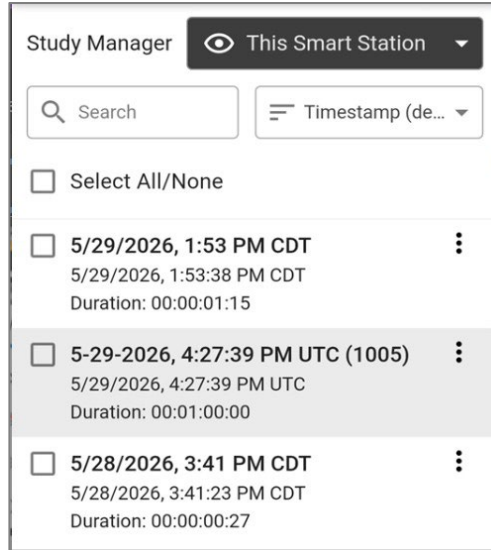 Study Manager
This Smart Station
Search
Timestamp (de...
Select All/None
5/29/2026, 1:53 PM CDT
5/29/2026, 1:53:38 PM CDT
Duration: 00:00:01:15
5-29-2026, 4:27:39 PM UTC (1005)
5/29/2026, 4:27:39 PM UTC
Duration: 00:01:00:00
5/28/2026, 3:41 PM CDT
5/28/2026, 3:41:23 PM CDT
Duration: 00:00:00:27